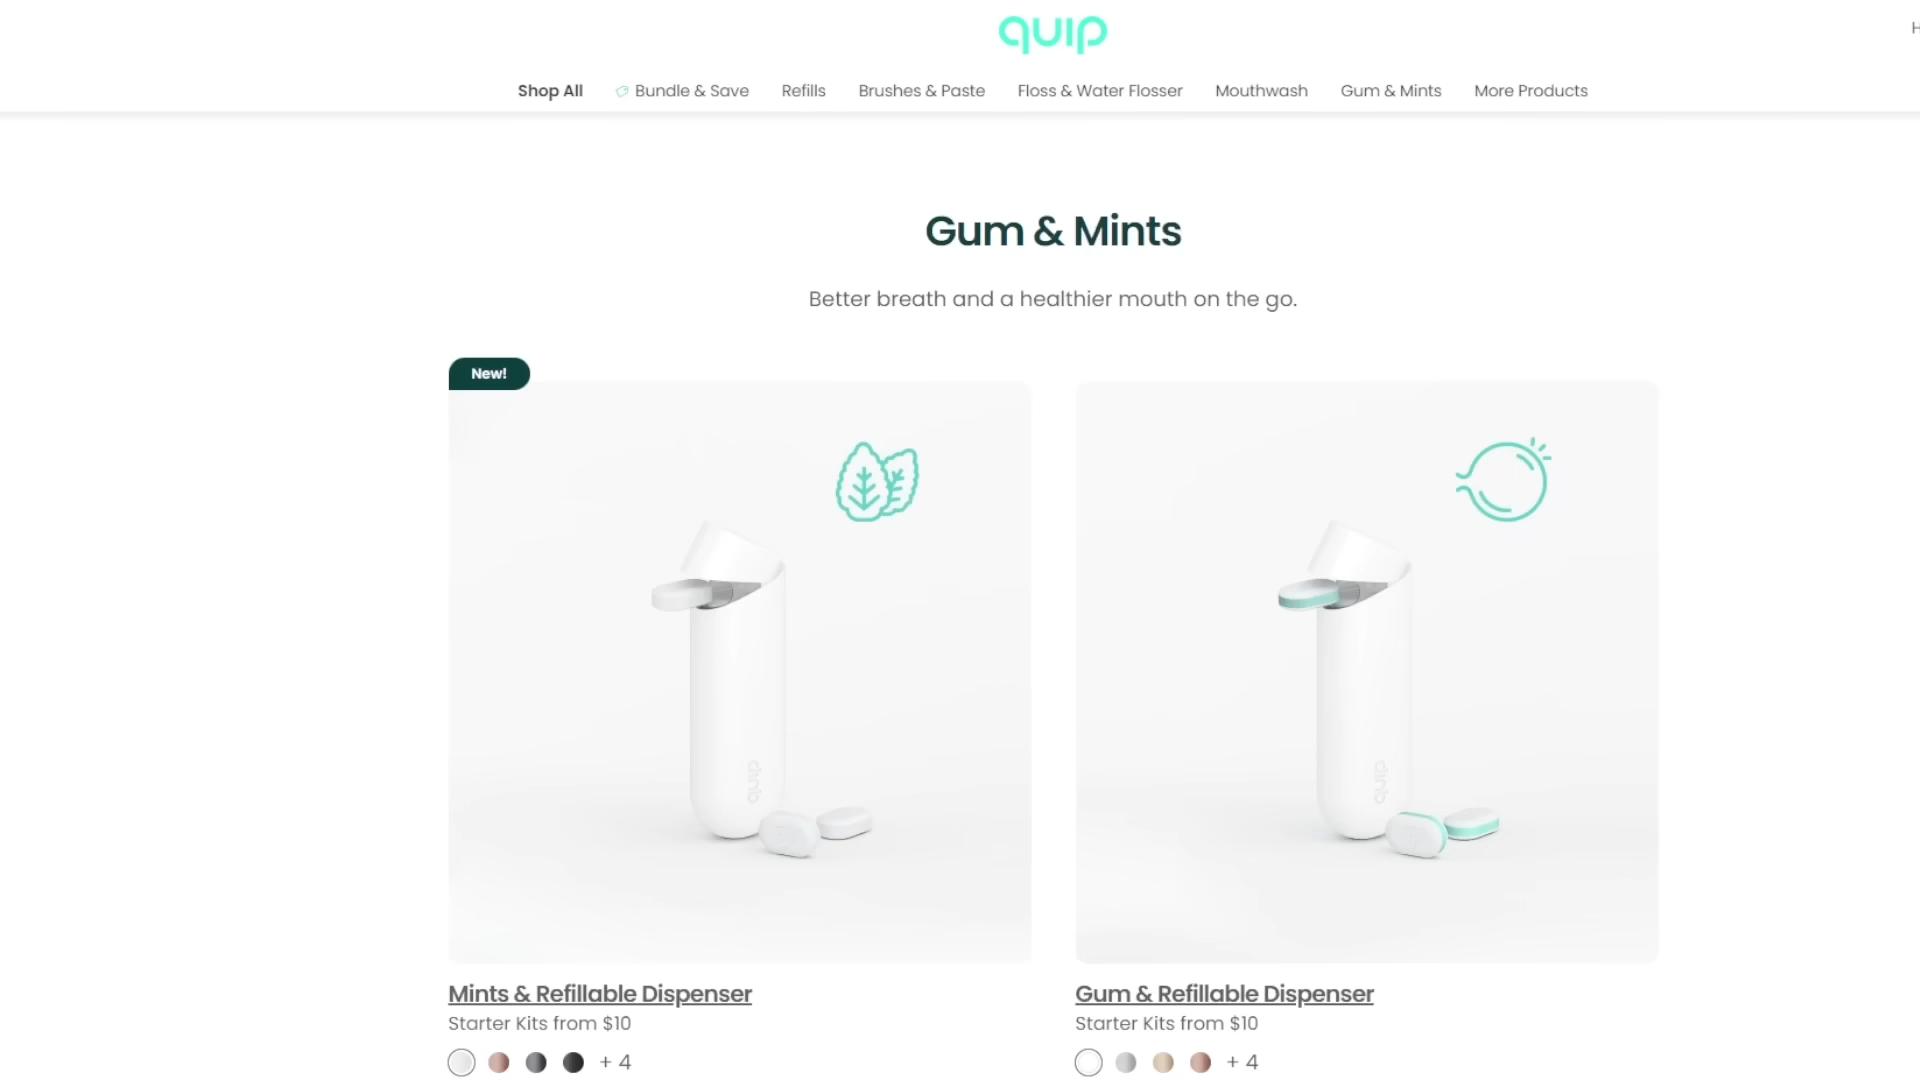 quip
Shop All Bundle & Save Refills Brushes & Paste Floss & Water Flosser Mouthwash Gum & Mints More Products
Gum & Mints
Better breath and a healthier mouth on the go.
New!
quip
quip
Mints & Refillable Dispenser
Starter Kits from $10
+ 4
Gum & Refillable Dispenser
Starter Kits from $10
+ 4